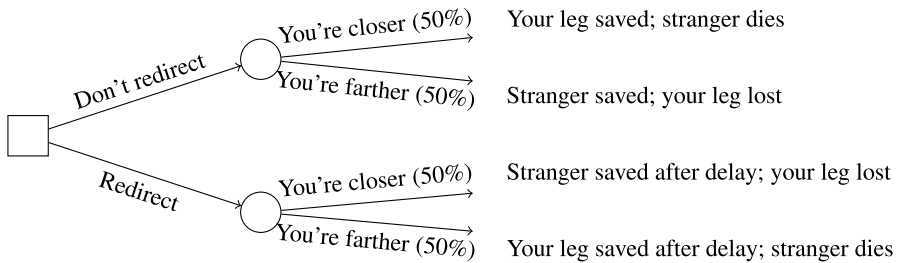 You're closer (50%)
Your leg saved; stranger dies
Don't redirect
You're farther (50%)
Stranger saved; your leg lost
You're closer (50%)
Stranger saved after delay; your leg lost
Redirect
You're farther (50%)
Your leg saved after delay; stranger dies